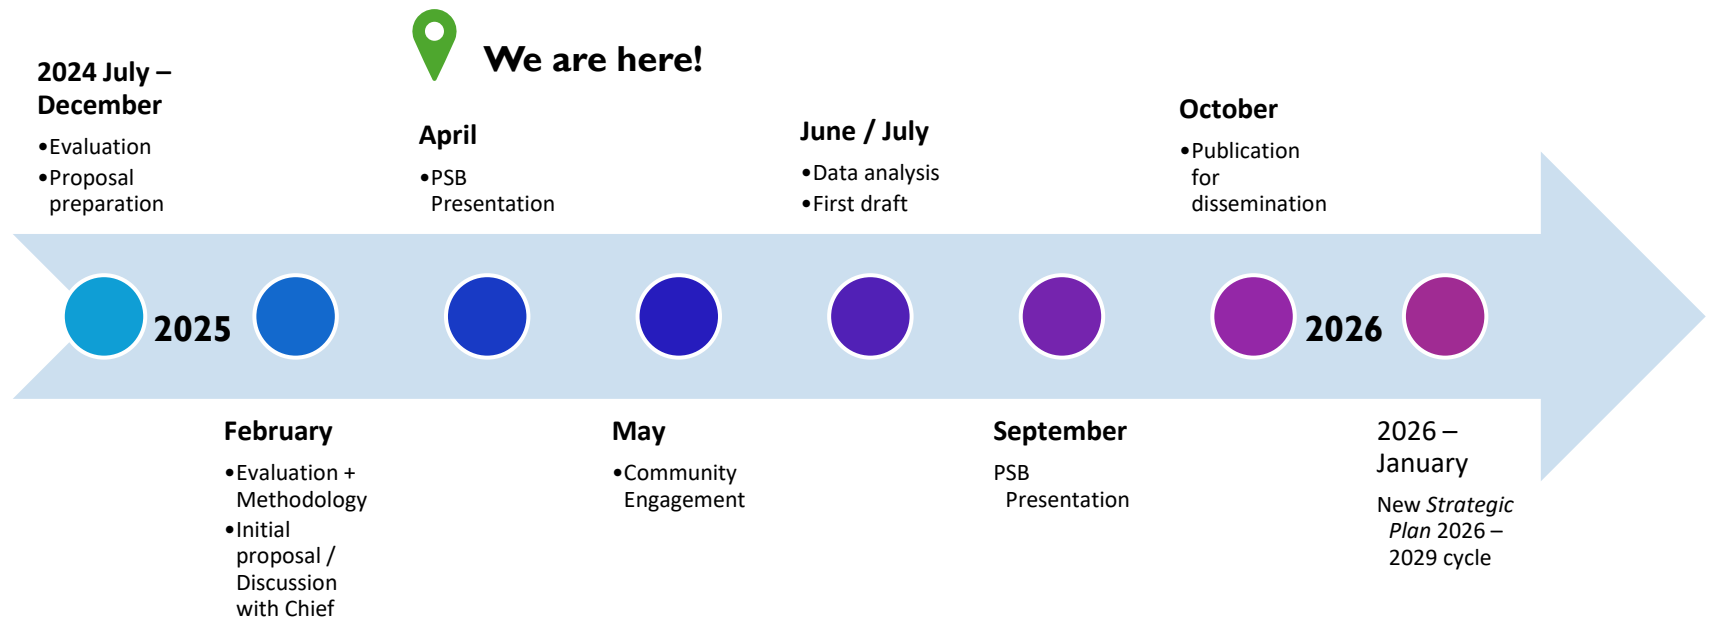 We are here!
2024 July –
December
•Evaluation
•Proposal
preparation
April
•PSB
Presentation
June / July
•Data analysis
•First draft
October
•Publication
for
dissemination
2025
2026
February
•Evaluation +
Methodology
•Initial
proposal /
Discussion
with Chief
May
•Community
Engagement
September
PSB
Presentation
2026 –
January
New Strategic
Plan 2026 –
2029 cycle